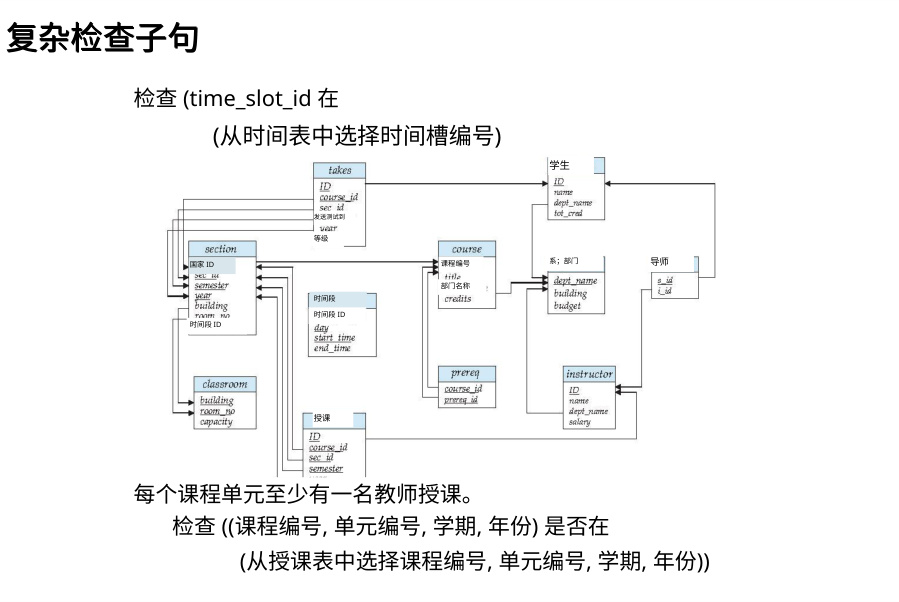 复杂检查子句
检查 (time_slot_id 在
(从时间表中选择时间槽编号)
takes
ID
course_id
sec_id
发送测试到
year
等级
学生
ID
name
dept_name
tot_cred
section
国家 ID
sec_id
semester
year
building
room_no
时间段 ID
course
课程编号
title
部门名称
credits
系；部门
dept_name
building
budget
导师
s_id
i_id
时间段
时间段 ID
day
start_time
end_time
prereq
course_id
prereq_id
instructor
ID
name
dept_name
salary
classroom
building
room_no
capacity
授课
ID
course_id
sec_id
semester
每个课程单元至少有一名教师授课。
检查 ((课程编号, 单元编号, 学期, 年份) 是否在
(从授课表中选择课程编号, 单元编号, 学期, 年份))